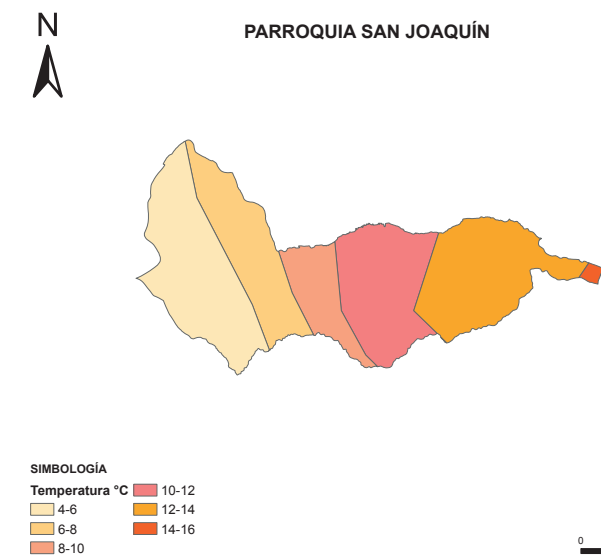 N
PARROQUIA SAN JOAQUÍN
SIMBOLOGÍA
Temperatura °C
4-6
6-8
8-10
10-12
12-14
14-16
0